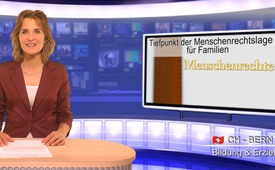 Tiefpunkt der Menschenrechtslage
für Familien
Menschenrechte
CH - BERN
Bildung & Erzie